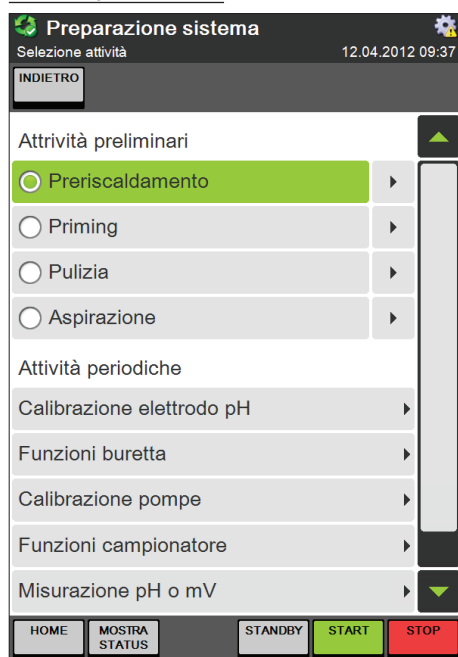 Preparazione sistema
Selezione attività 12.04.2012 09:37
INDIETRO
Attrività preliminari
Preriscaldamento
Priming
Pulizia
Aspirazione
Attività periodiche
Calibrazione elettrodo pH
Funzioni buretta
Calibrazione pompe
Funzioni campionatore
Misurazione pH o mV
HOME MOSTRA STATUS STANDBY START STOP